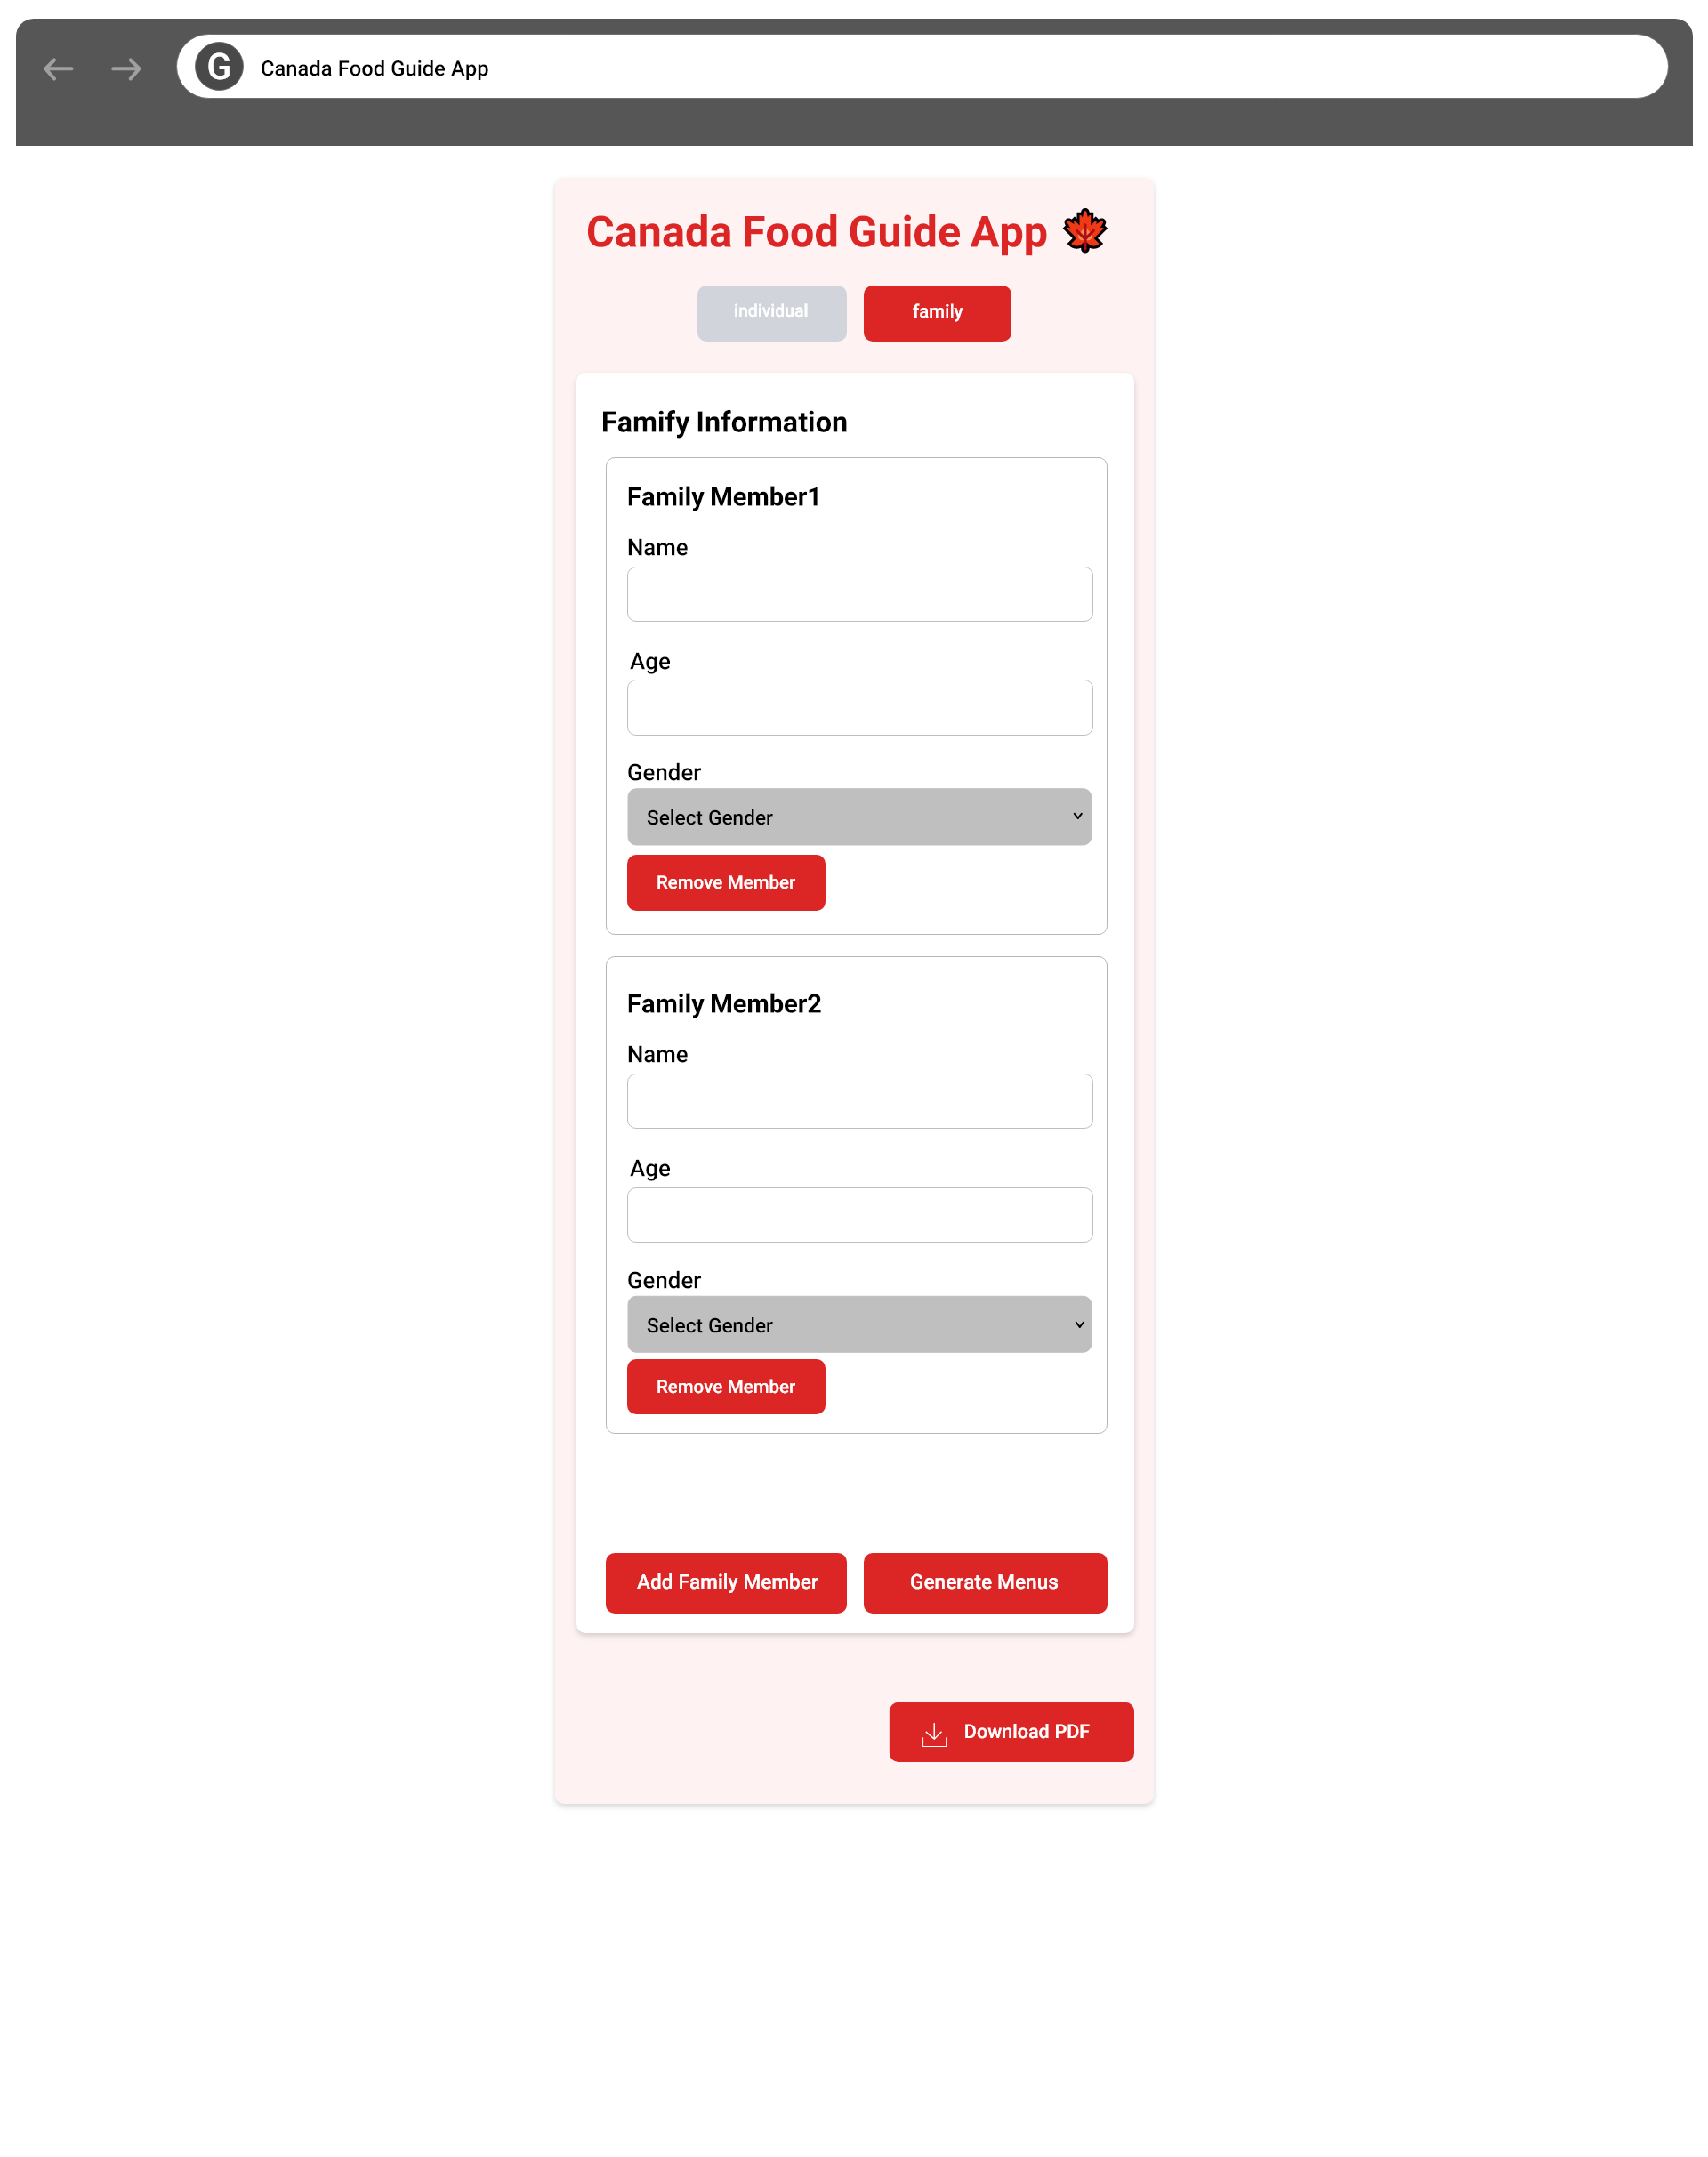 G Canada Food Guide App
Canada Food Guide App
individual family
Famify Information
Family Member1
Name
Age
Gender
Select Gender
Remove Member
Family Member2
Name
Age
Gender
Select Gender
Remove Member
Add Family Member Generate Menus
Download PDF